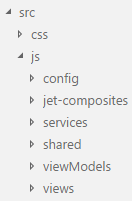 src
css
js
config
jet-composites
services
shared
viewModels
views